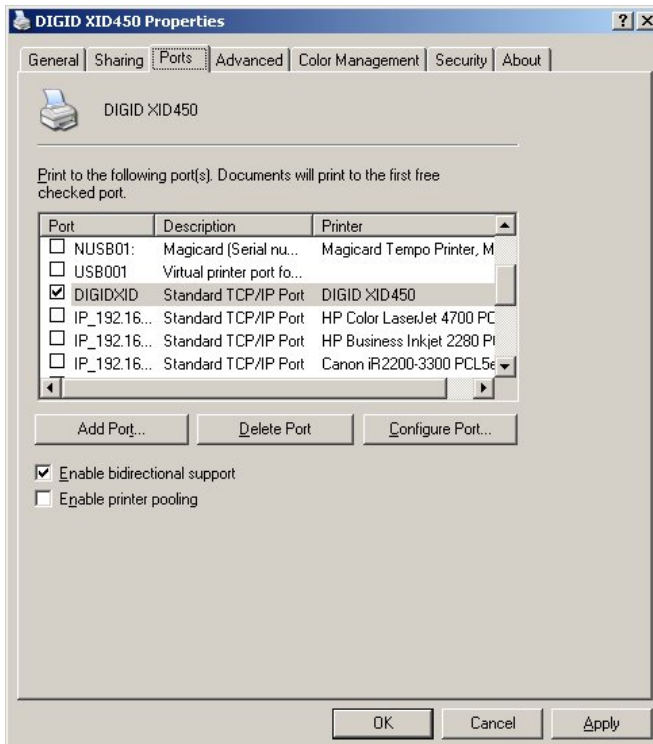 DIGID XID450 Properties
General Sharing Ports Advanced Color Management Security About
DIGID XID450
Print to the following port(s). Documents will print to the first free
checked port.
Port Description Printer
NUSB01: Magicard (Serial nu... Magicard Tempo Printer, M
USB001 Virtual printer port fo...
DIGIDXID Standard TCP/IP Port DIGID XID450
IP_192.16... Standard TCP/IP Port HP Color LaserJet 4700 PC
IP_192.16... Standard TCP/IP Port HP Business Inkjet 2280 P
IP_192.16... Standard TCP/IP Port Canon iR2200-3300 PCL5e
Add Port... Delete Port Configure Port...
Enable bidirectional support
Enable printer pooling
OK Cancel Apply